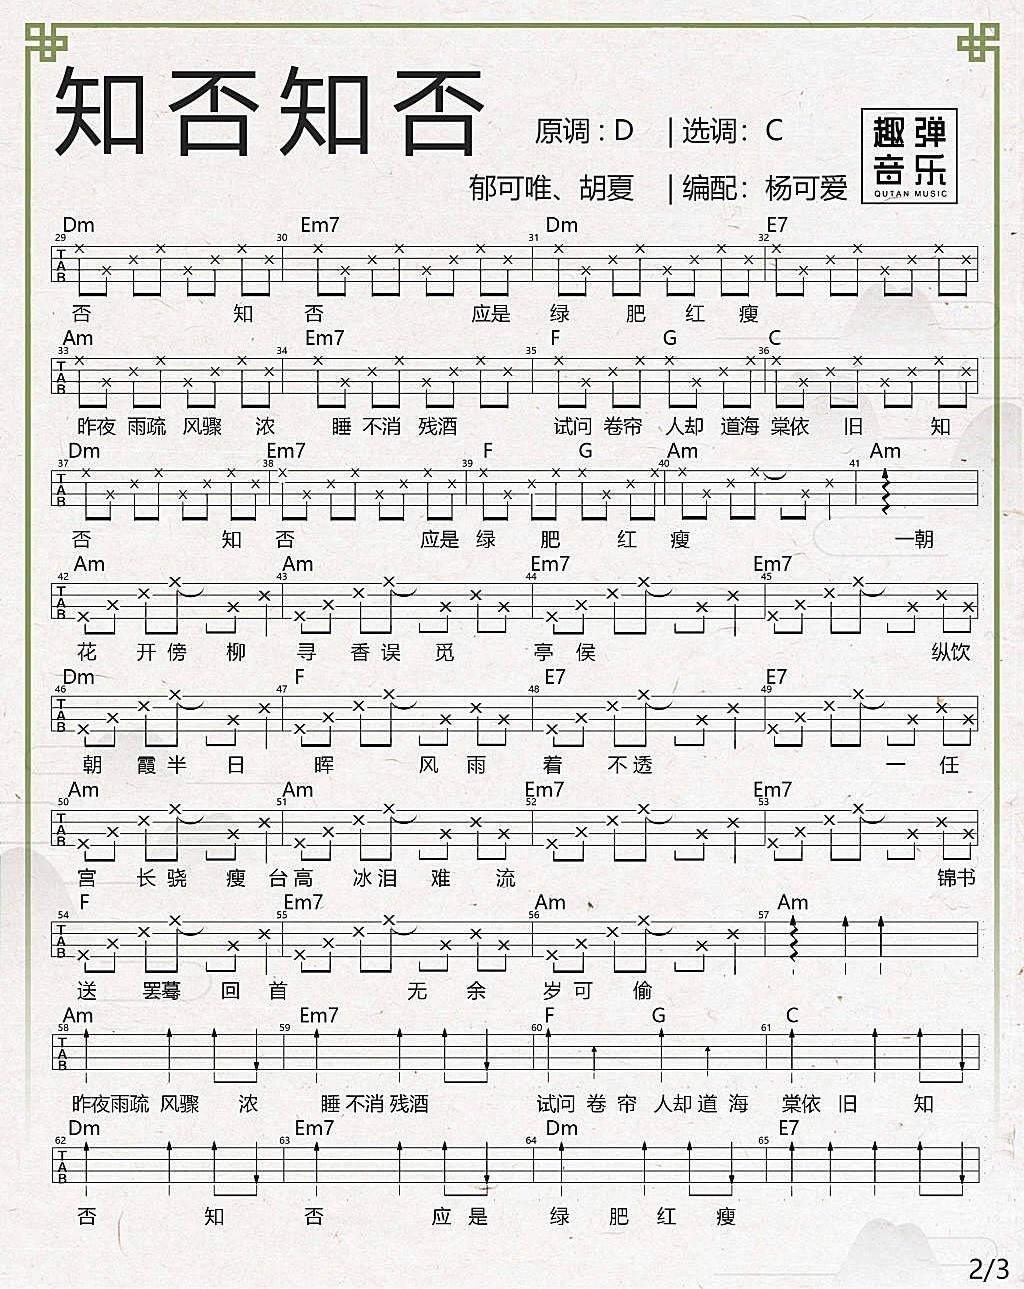 知否知否
原调：D | 选调：C
郁可唯、胡夏 | 编配：杨可爱
趣弹音乐
QUTAN MUSIC
Dm Em7 Dm E7
29 30 31 32
TAB
否 知 否 应是 绿 肥 红 瘦
Am Em7 F G C
33 34 35 36
TAB
昨夜 雨疏 风骤 浓 睡 不消 残酒 试问 卷帘 人却 道海 棠依 旧 知
Dm Em7 F G Am Am
37 38 39 40 41
TAB
否 知 否 应是 绿 肥 红 瘦 一朝
Am Am Em7 Em7
42 43 44 45
TAB
花 开 傍 柳 寻 香 误 觅 亭 侯 纵饮
Dm F E7 E7
46 47 48 49
TAB
朝 霞 半 日 晖 风 雨 着 不 透 一 任
Am Am Em7 Em7
50 51 52 53
TAB
宫 长 骁 瘦 台 高 冰 泪 难 流 锦书
F Em7 Am Am
54 55 56 57
TAB
送 罢蓦 回 首 无 余 岁 可 偷
Am Em7 F G C
58 59 60 61
TAB
昨夜雨疏 风骤 浓 睡 不消 残酒 试问 卷 帘 人却 道 海 棠依 旧 知
Dm Em7 Dm E7
62 63 64 65
TAB
否 知 否 应 是 绿 肥 红 瘦
2/3